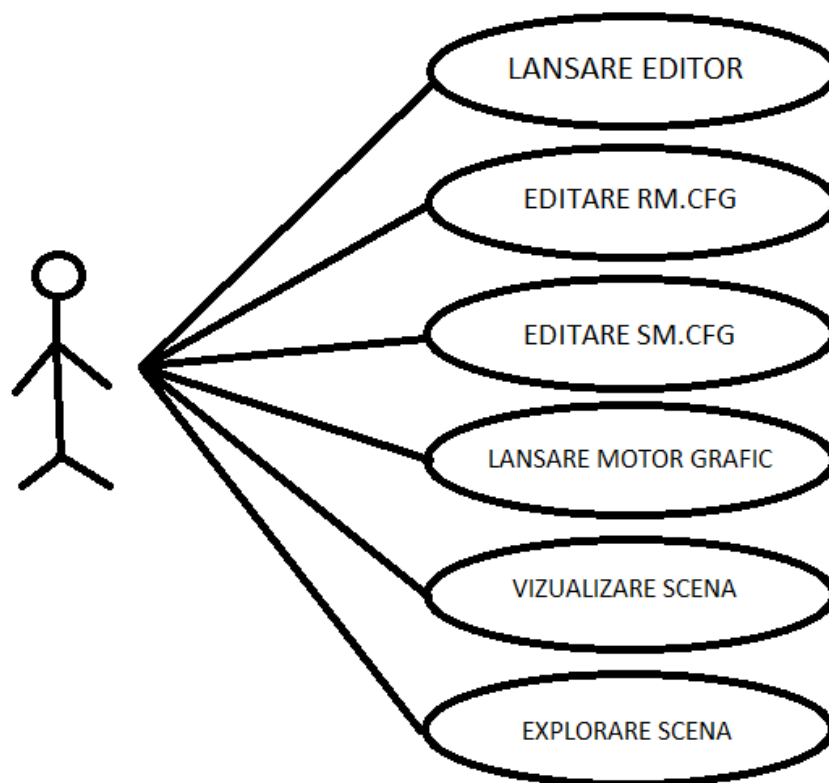 LANSARE EDITOR
EDITARE RM.CFG
EDITARE SM.CFG
LANSARE MOTOR GRAFIC
VIZUALIZARE SCENA
EXPLORARE SCENA